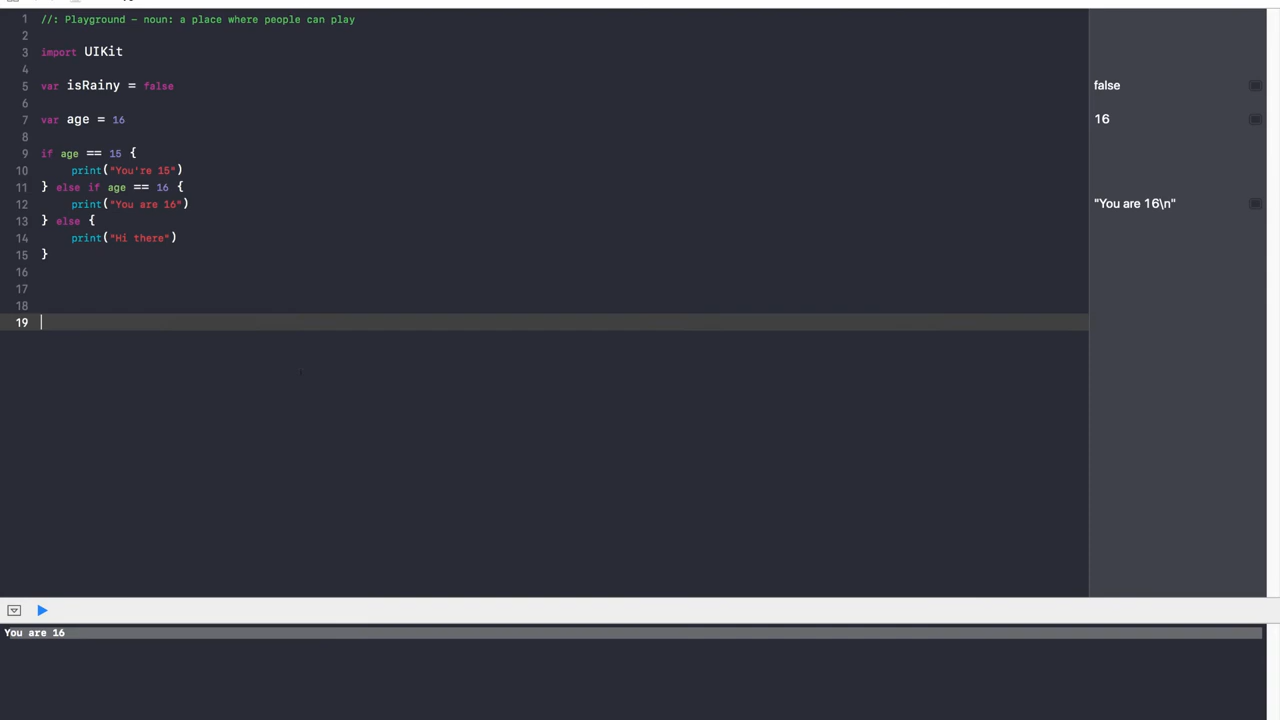 1 //: Playground - noun: a place where people can play
2
3 import UIKit
4
5 var isRainy = false
6
7 var age = 16
8
9 if age == 15 {
10 print("You're 15")
11 } else if age == 16 {
12 print("You are 16")
13 } else {
14 print("Hi there")
15 }
16
17
18
19
false
16
"You are 16\n"
You are 16